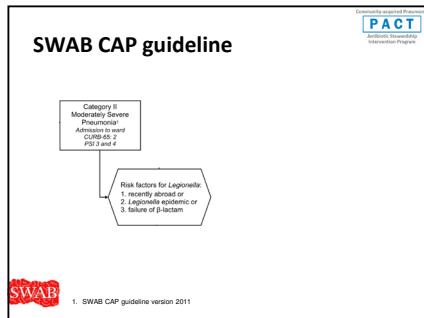 Community-acquired Pneumonia
PACT
Antibiotic Stewardship
Intervention Program
SWAB CAP guideline
Category II
Moderately Severe
Pneumonia¹
Admission to ward
CURB-65: 2
PSI 3 and 4
Risk factors for Legionella:
1. recently abroad or
2. Legionella epidemic or
3. failure of β-lactam
SWAB
1. SWAB CAP guideline version 2011